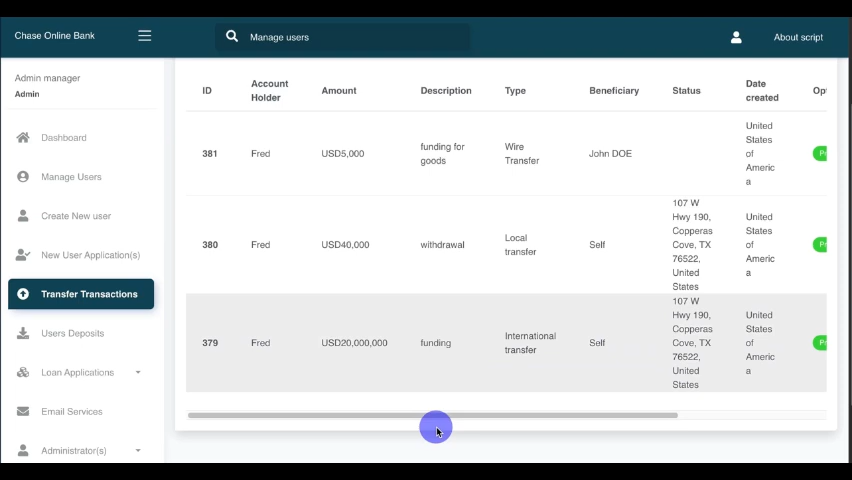 Chase Online Bank
Manage users
About script
Admin manager
Admin
Dashboard
Manage Users
Create New user
New User Application(s)
Transfer Transactions
Users Deposits
Loan Applications
Email Services
Administrator(s)
ID
Account
Holder
Amount
Description
Type
Beneficiary
Status
Date
created
381
Fred
USD5,000
funding for
goods
Wire
Transfer
John DOE
United
States
of
Americ
a
380
Fred
USD40,000
withdrawal
Local
transfer
Self
107 W
Hwy 190,
Copperas
Cove, TX
76522,
United
States
United
States
of
Americ
a
379
Fred
USD20,000,000
funding
International
transfer
Self
107 W
Hwy 190,
Copperas
Cove, TX
76522,
United
States
United
States
of
Americ
a